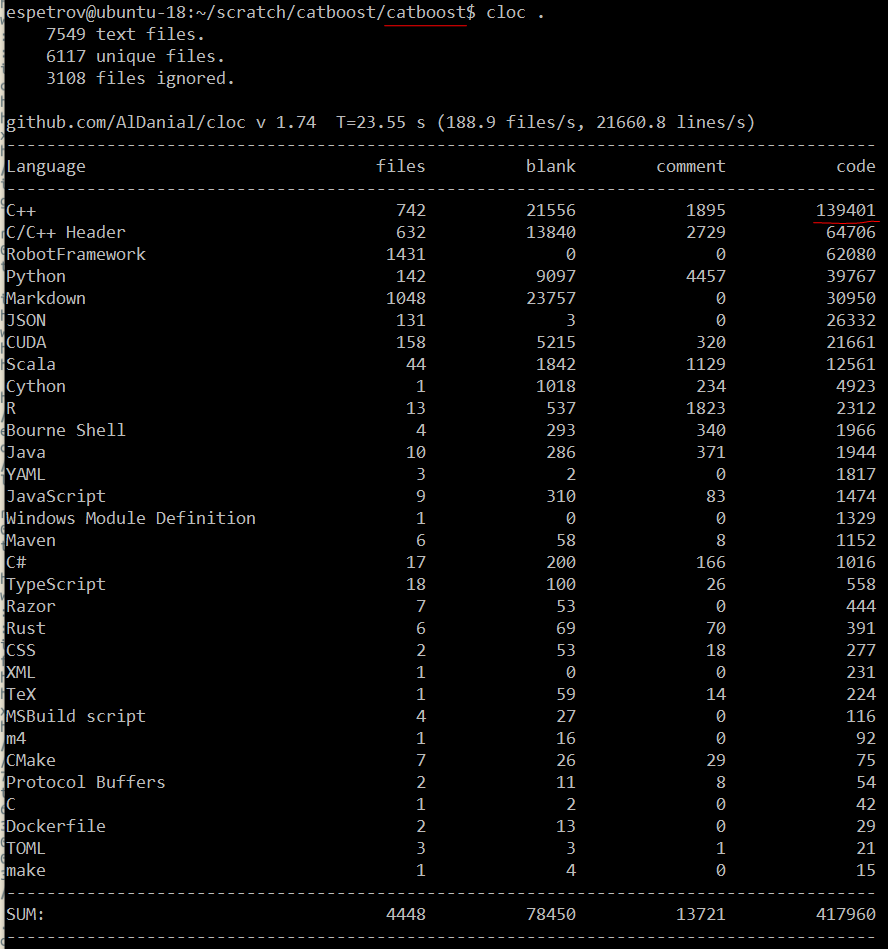 espetrov@ubuntu-18:~/scratch/catboost/catboost$ cloc .
    7549 text files.
    6117 unique files.
    3108 files ignored.
github.com/AlDanial/cloc v 1.74  T=23.55 s (188.9 files/s, 21660.8 lines/s)
---------------------------------------------------------------------------------------
Language                             files          blank        comment           code
---------------------------------------------------------------------------------------
C++                                    742          21556           1895         139401
C/C++ Header                           632          13840           2729          64706
RobotFramework                        1431              0              0          62080
Python                                 142           9097           4457          39767
Markdown                              1048          23757              0          30950
JSON                                   131              3              0          26332
CUDA                                   158           5215            320          21661
Scala                                   44           1842           1129          12561
Cython                                   1           1018            234           4923
R                                       13            537           1823           2312
Bourne Shell                             4            293            340           1966
Java                                    10            286            371           1944
YAML                                     3              2              0           1817
JavaScript                               9            310             83           1474
Windows Module Definition                1              0              0           1329
Maven                                    6             58              8           1152
C#                                      17            200            166           1016
TypeScript                              18            100             26            558
Razor                                    7             53              0            444
Rust                                     6             69             70            391
CSS                                      2             53             18            277
XML                                      1              0              0            231
TeX                                      1             59             14            224
MSBuild script                           4             27              0            116
m4                                       1             16              0             92
CMake                                    7             26             29             75
Protocol Buffers                         2             11              8             54
C                                        1              2              0             42
Dockerfile                               2             13              0             29
TOML                                     3              3              1             21
make                                     1              4              0             15
---------------------------------------------------------------------------------------
SUM:                                  4448          78450          13721         417960
---------------------------------------------------------------------------------------